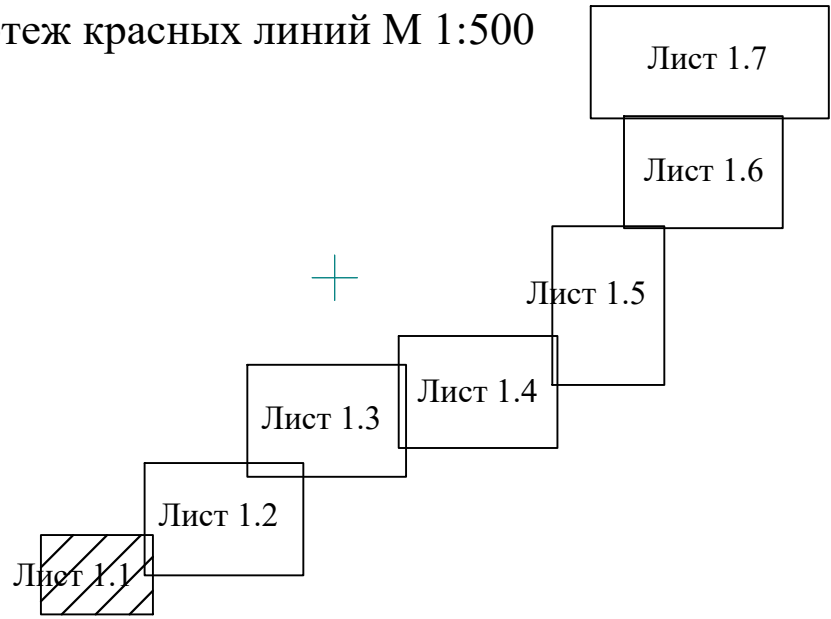 теж красных линий М 1:500
Лист 1.7
Лист 1.6
Лист 1.5
Лист 1.4
Лист 1.3
Лист 1.2
Лист 1.1